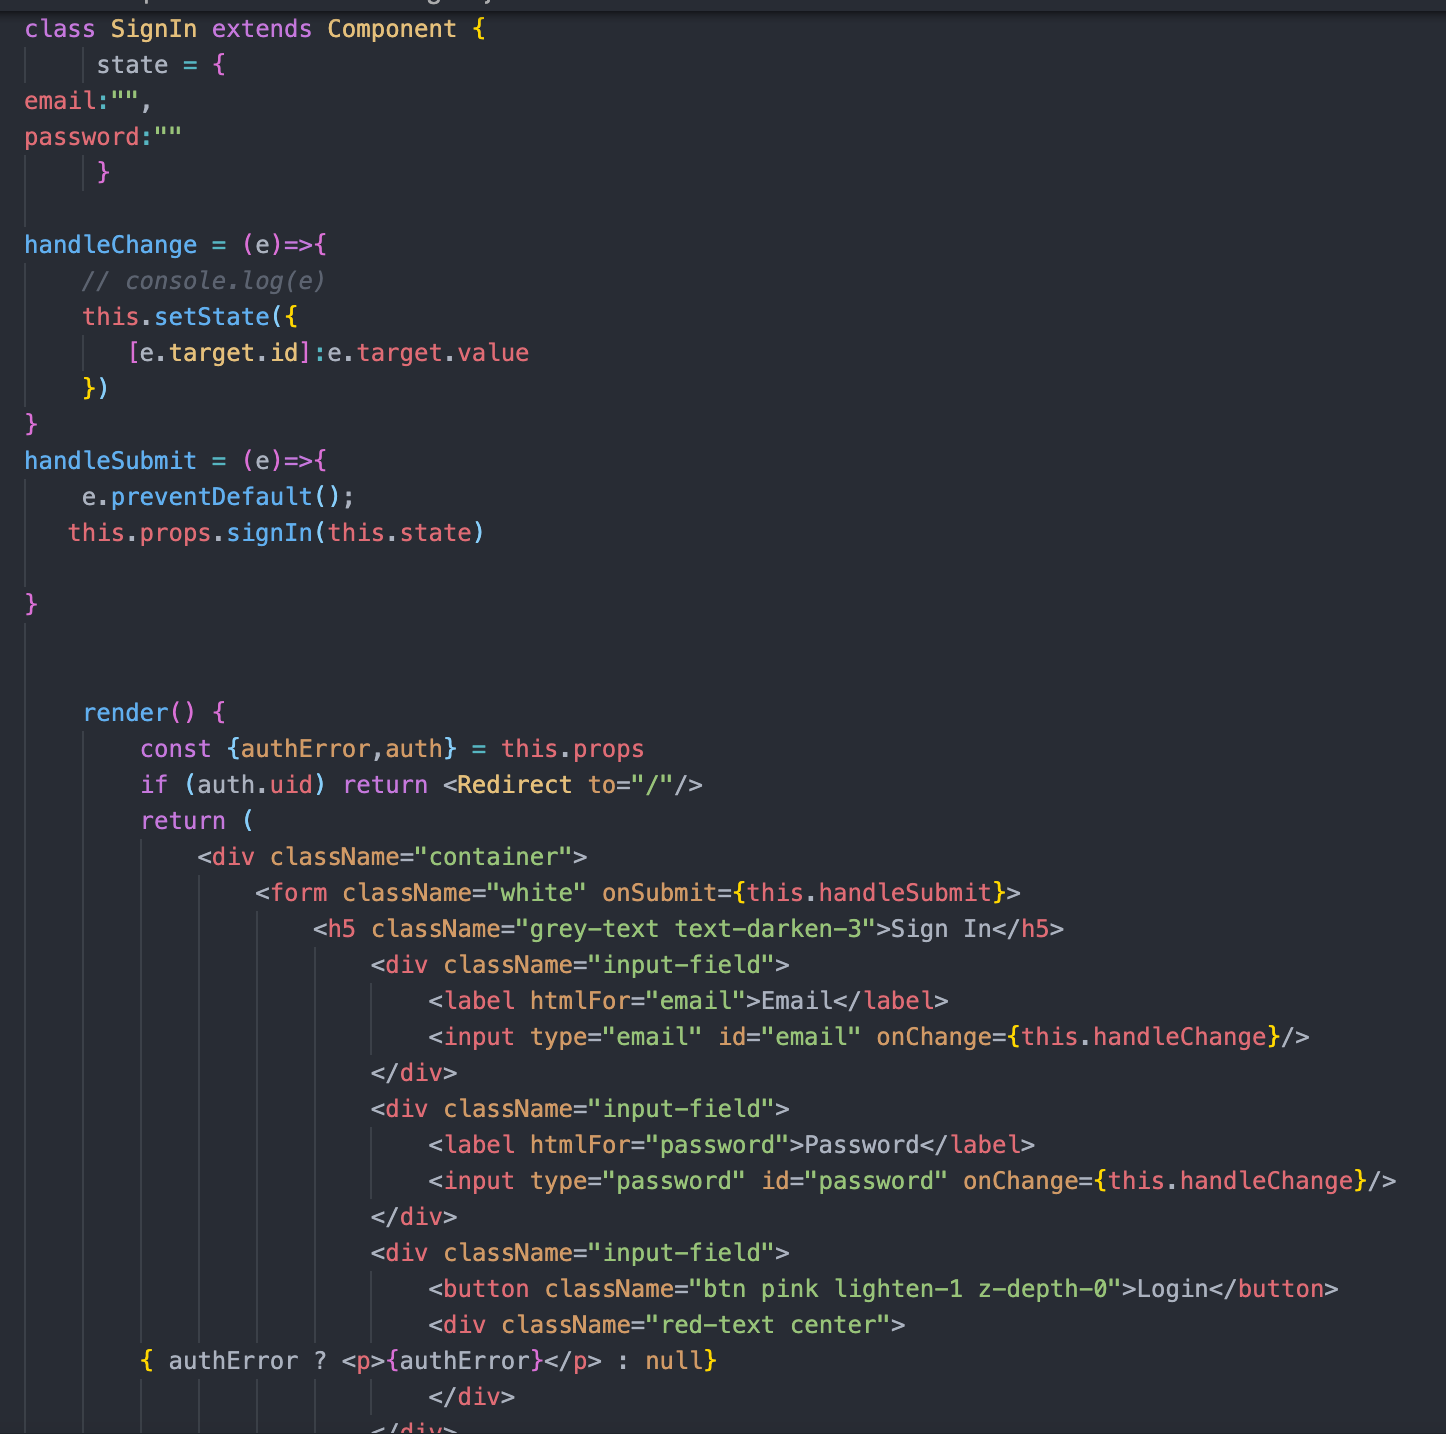 class SignIn extends Component {
state = {
email:"",
password:""
}
handleChange = (e)=>{
// console.log(e)
this.setState({
[e.target.id]:e.target.value
})
}
handleSubmit = (e)=>{
e.preventDefault();
this.props.signIn(this.state)
}
render() {
const {authError,auth} = this.props
if (auth.uid) return <Redirect to="/"/>
return (
<div className="container">
<form className="white" onSubmit={this.handleSubmit}>
<h5 className="grey-text text-darken-3">Sign In</h5>
<div className="input-field">
<label htmlFor="email">Email</label>
<input type="email" id="email" onChange={this.handleChange}/>
</div>
<div className="input-field">
<label htmlFor="password">Password</label>
<input type="password" id="password" onChange={this.handleChange}/>
</div>
<div className="input-field">
<button className="btn pink lighten-1 z-depth-0">Login</button>
<div className="red-text center">
{ authError ? <p>{authError}</p> : null}
</div>
</div>